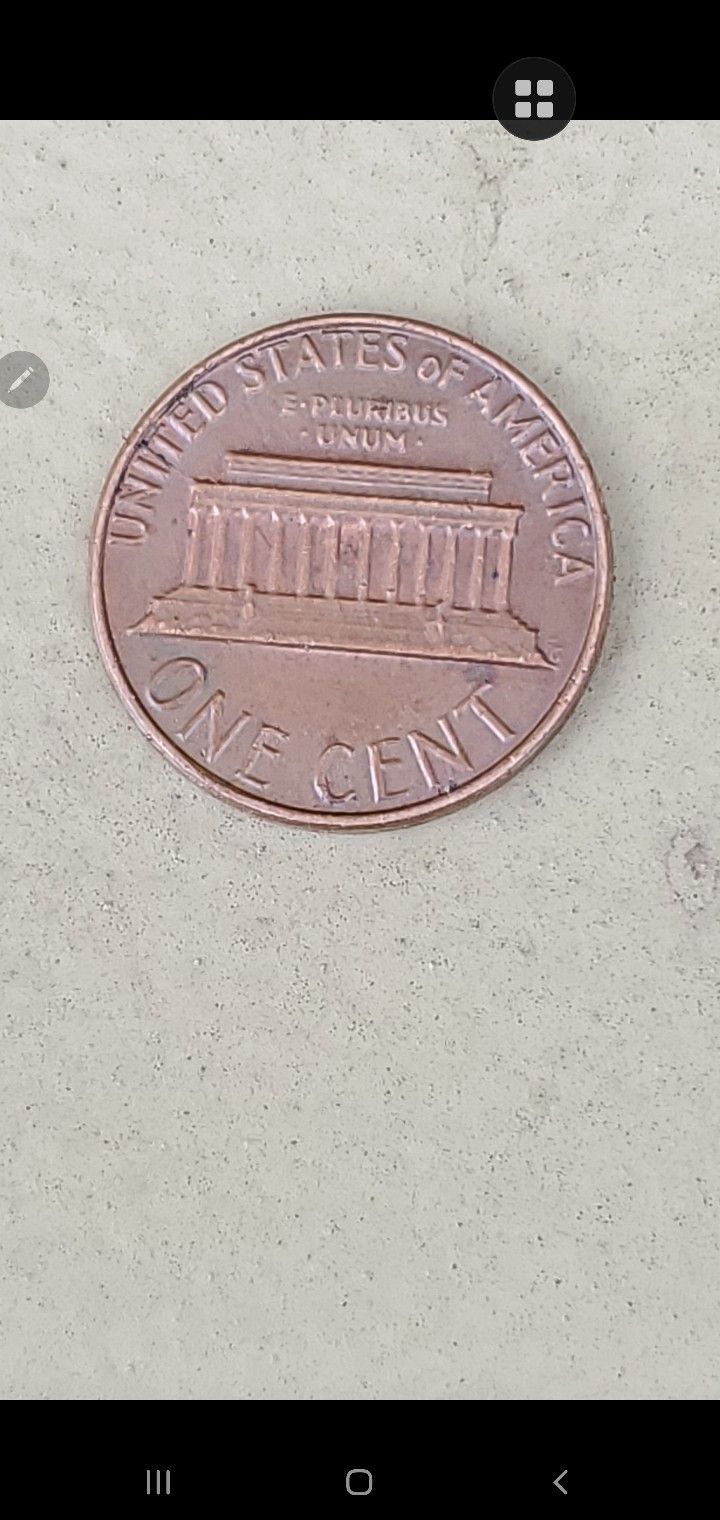 UNITED STATES OF AMERICA
E·PLURIBUS
·UNUM·
ONE CENT